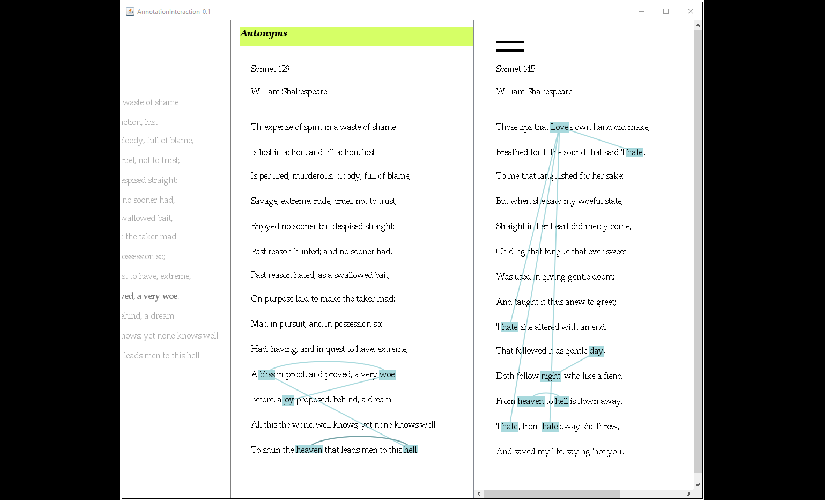 AnnotationInteraction 0.1
waste of shame
action, lust
bloody, full of blame,
cruel, not to trust;
espised straight;
no sooner had,
wallowed bait,
the taker mad
possession so;
st to have, extreme,
ved, a very woe
ehind, a dream
nows; yet none knows well
leads men to this hell
Antonyms
Sonnet 129
William Shakespeare
Th' expense of spirit in a waste of shame
Is lust in action; and till action, lust
Is perjured, murderous, bloody, full of blame,
Savage, extreme, rude, cruel, not to trust;
Enjoyed no sooner but despised straight;
Past reason hunted; and no sooner had,
Past reason hated, as a swallowed bait,
On purpose laid to make the taker mad:
Mad in pursuit, and in possession so;
Had, having, and in quest to have, extreme,
A bliss in proof, and proved, a very woe
Before, a joy proposed, behind, a dream
All this the world well knows; yet none knows well
To shun the heaven that leads men to this hell
Sonnet 145
William Shakespeare
Those lips that Love's own hand did make,
Breathed forth the sound that said 'I hate',
To me that languished for her sake:
But when she saw my woeful state,
Straight in her heart did mercy come,
Chiding that tongue that ever sweet
Was used in giving gentle doom;
And taught it thus anew to greet;
'I hate' she altered with an end,
That followed it as gentle day,
Doth follow night, who like a fiend
From heaven to hell is flown away.
'I hate', from 'hate' away she threw,
And saved my life, saying 'not you'.